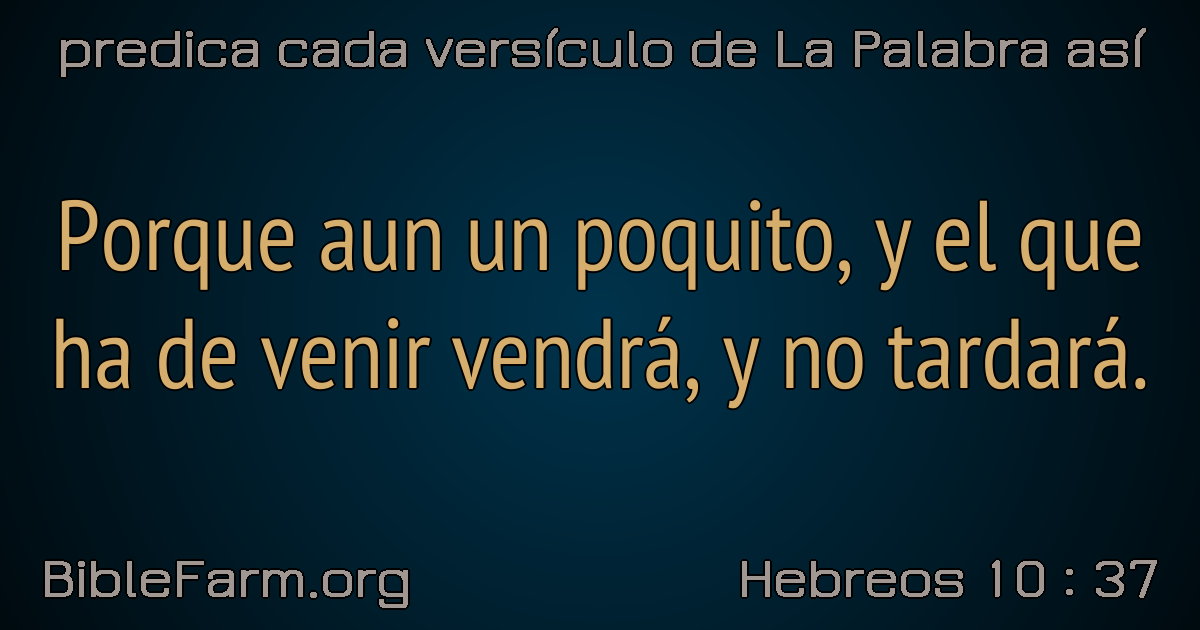 predica cada versículo de La Palabra así
Porque aun un poquito, y el que
ha de venir vendrá, y no tardará.
BibleFarm.org
Hebreos 10 : 37